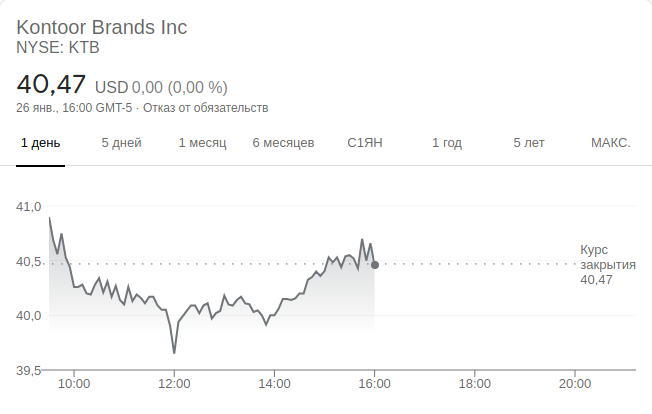 Kontoor Brands Inc
NYSE: KTB
40,47 USD 0,00 (0,00 %)
26 янв., 16:00 GMT-5 · Отказ от обязательств
1 день 5 дней 1 месяц 6 месяцев С1ЯН 1 год 5 лет МАКС.
41,0
40,5
40,0
39,5
Курс
закрытия
40,47
10:00 12:00 14:00 16:00 18:00 20:00